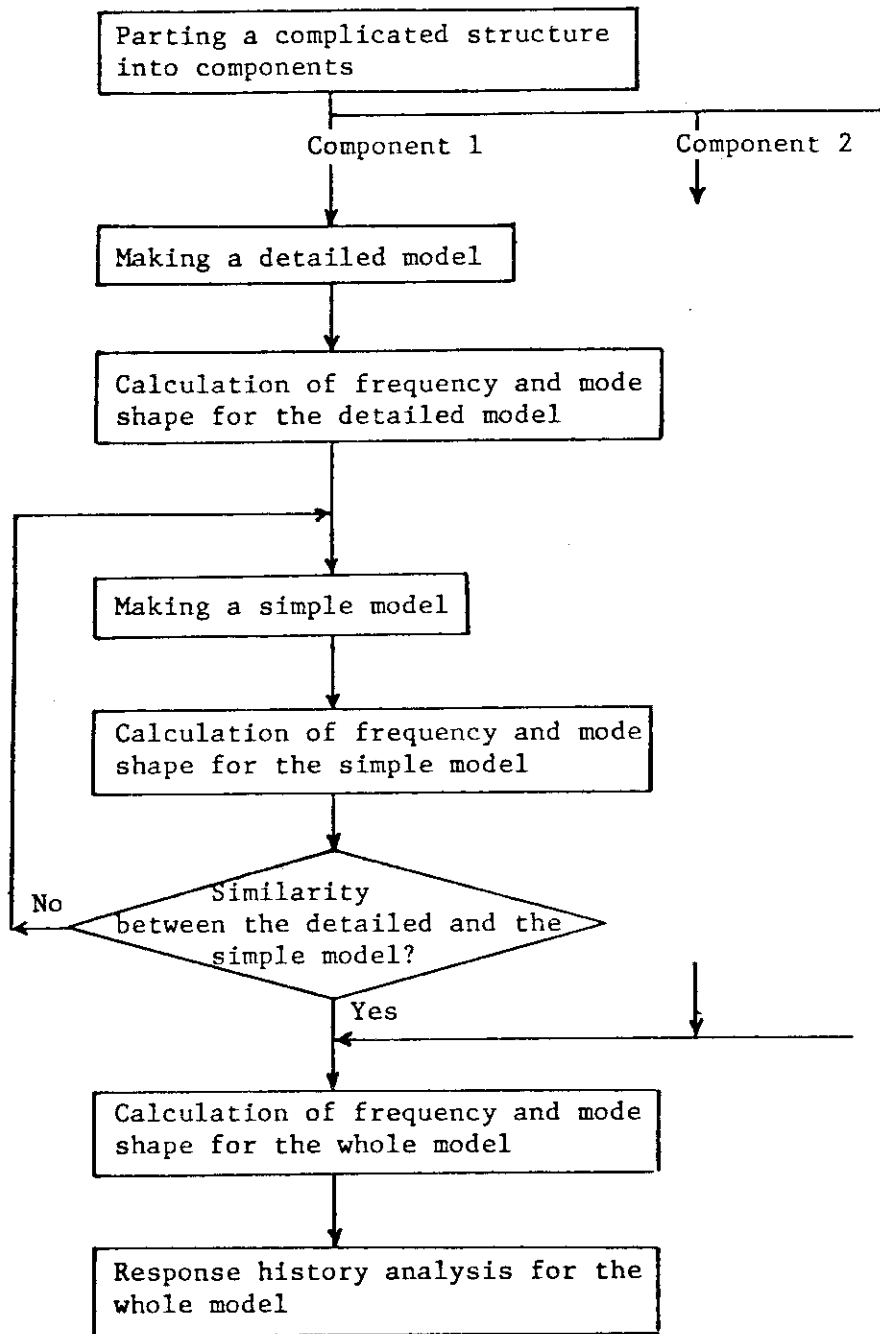 Parting a complicated structure
into components
Component 1
Component 2
Making a detailed model
Calculation of frequency and mode
shape for the detailed model
Making a simple model
Calculation of frequency and mode
shape for the simple model
Similarity
between the detailed and the
simple model?
No
Yes
Calculation of frequency and mode
shape for the whole model
Response history analysis for the
whole model